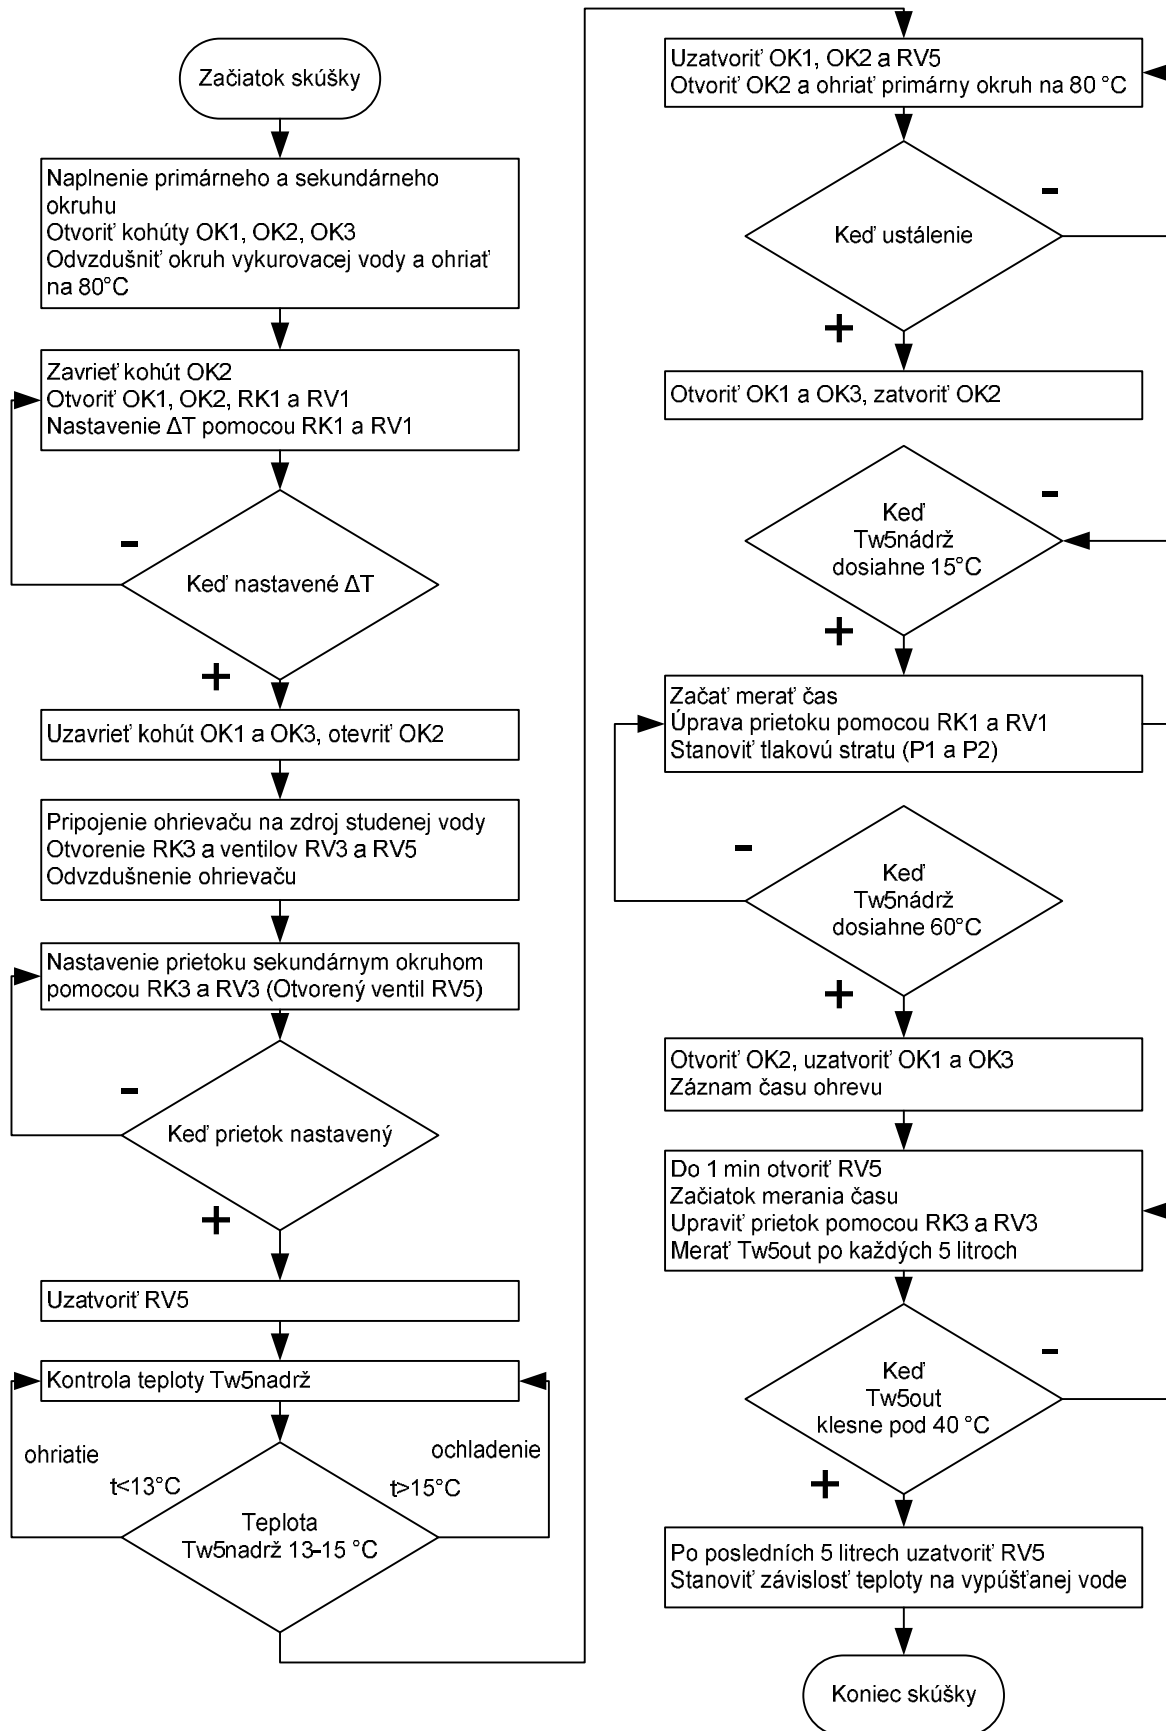 Začiatok skúšky
Naplnenie primárneho a sekundárneho
okruhu
Otvoriť kohúty OK1, OK2, OK3
Odvzdušniť okruh vykurovacej vody a ohriať
na 80°C
Zavrieť kohút OK2
Otvoriť OK1, OK2, RK1 a RV1
Nastavenie ΔT pomocou RK1 a RV1
-
Keď nastavené ΔT
+
Uzavrieť kohút OK1 a OK3, otevriť OK2
Pripojenie ohrievaču na zdroj studenej vody
Otvorenie RK3 a ventilov RV3 a RV5
Odvzdušnenie ohrievaču
Nastavenie prietoku sekundárnym okruhom
pomocou RK3 a RV3 (Otvorený ventil RV5)
-
Keď prietok nastavený
+
Uzatvoriť RV5
Kontrola teploty Tw5nadrž
ohriatie
t<13°C
ochladenie
t>15°C
Teplota
Tw5nadrž 13-15 °C
Uzatvoriť OK1, OK2 a RV5
Otvoriť OK2 a ohriať primárny okruh na 80 °C
-
Keď ustálenie
+
Otvoriť OK1 a OK3, zatvoriť OK2
-
Keď
Tw5nádrž
dosiahne 15°C
+
Začať merať čas
Úprava prietoku pomocou RK1 a RV1
Stanoviť tlakovú stratu (P1 a P2)
-
Keď
Tw5nádrž
dosiahne 60°C
+
Otvoriť OK2, uzatvoriť OK1 a OK3
Záznam času ohrevu
Do 1 min otvoriť RV5
Začiatok merania času
Upraviť prietok pomocou RK3 a RV3
Merať Tw5out po každých 5 litroch
-
Keď
Tw5out
klesne pod 40 °C
+
Po posledních 5 litrech uzatvoriť RV5
Stanoviť závislosť teploty na vypúšťanej vode
Koniec skúšky